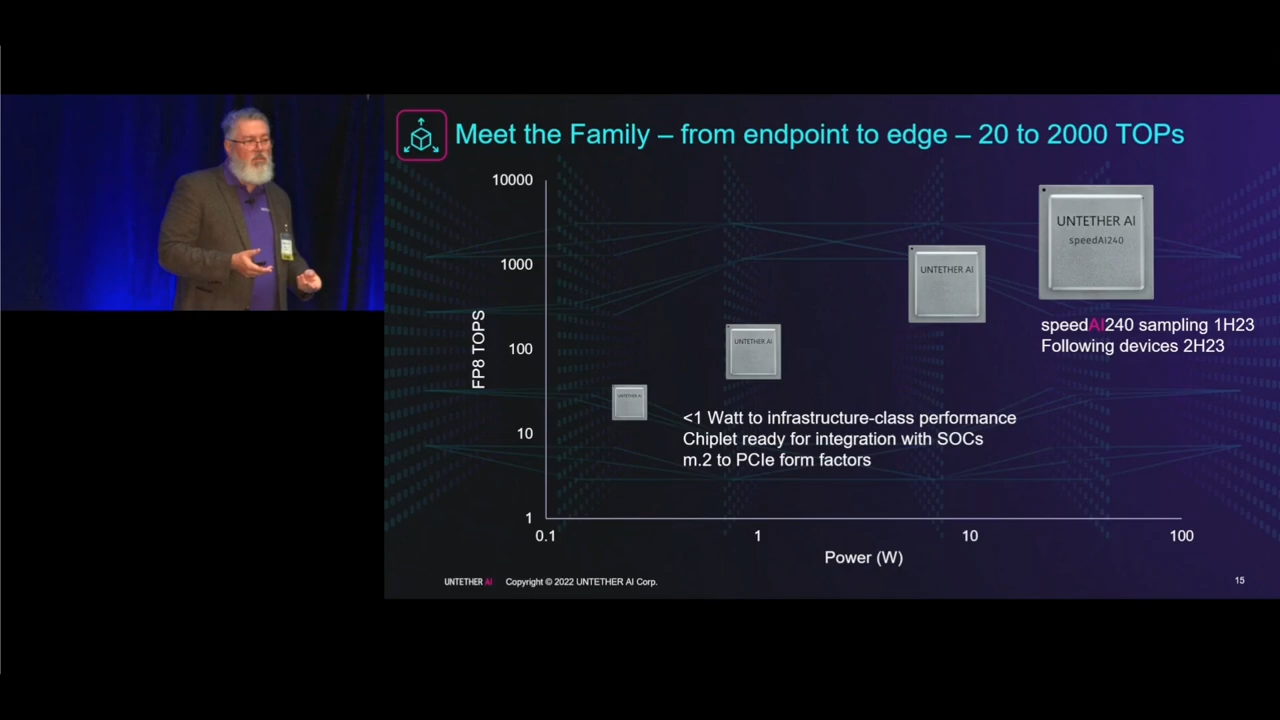 Meet the Family – from endpoint to edge – 20 to 2000 TOPs
10000
1000
100
10
1
FP8 TOPS
0.1
1
10
100
Power (W)
UNTETHER AI
UNTETHER AI
UNTETHER AI
UNTETHER AI
speedAI240
speedAI240 sampling 1H23
Following devices 2H23
<1 Watt to infrastructure-class performance
Chiplet ready for integration with SOCs
m.2 to PCIe form factors
UNTETHER AI Copyright © 2022 UNTETHER AI Corp.
15